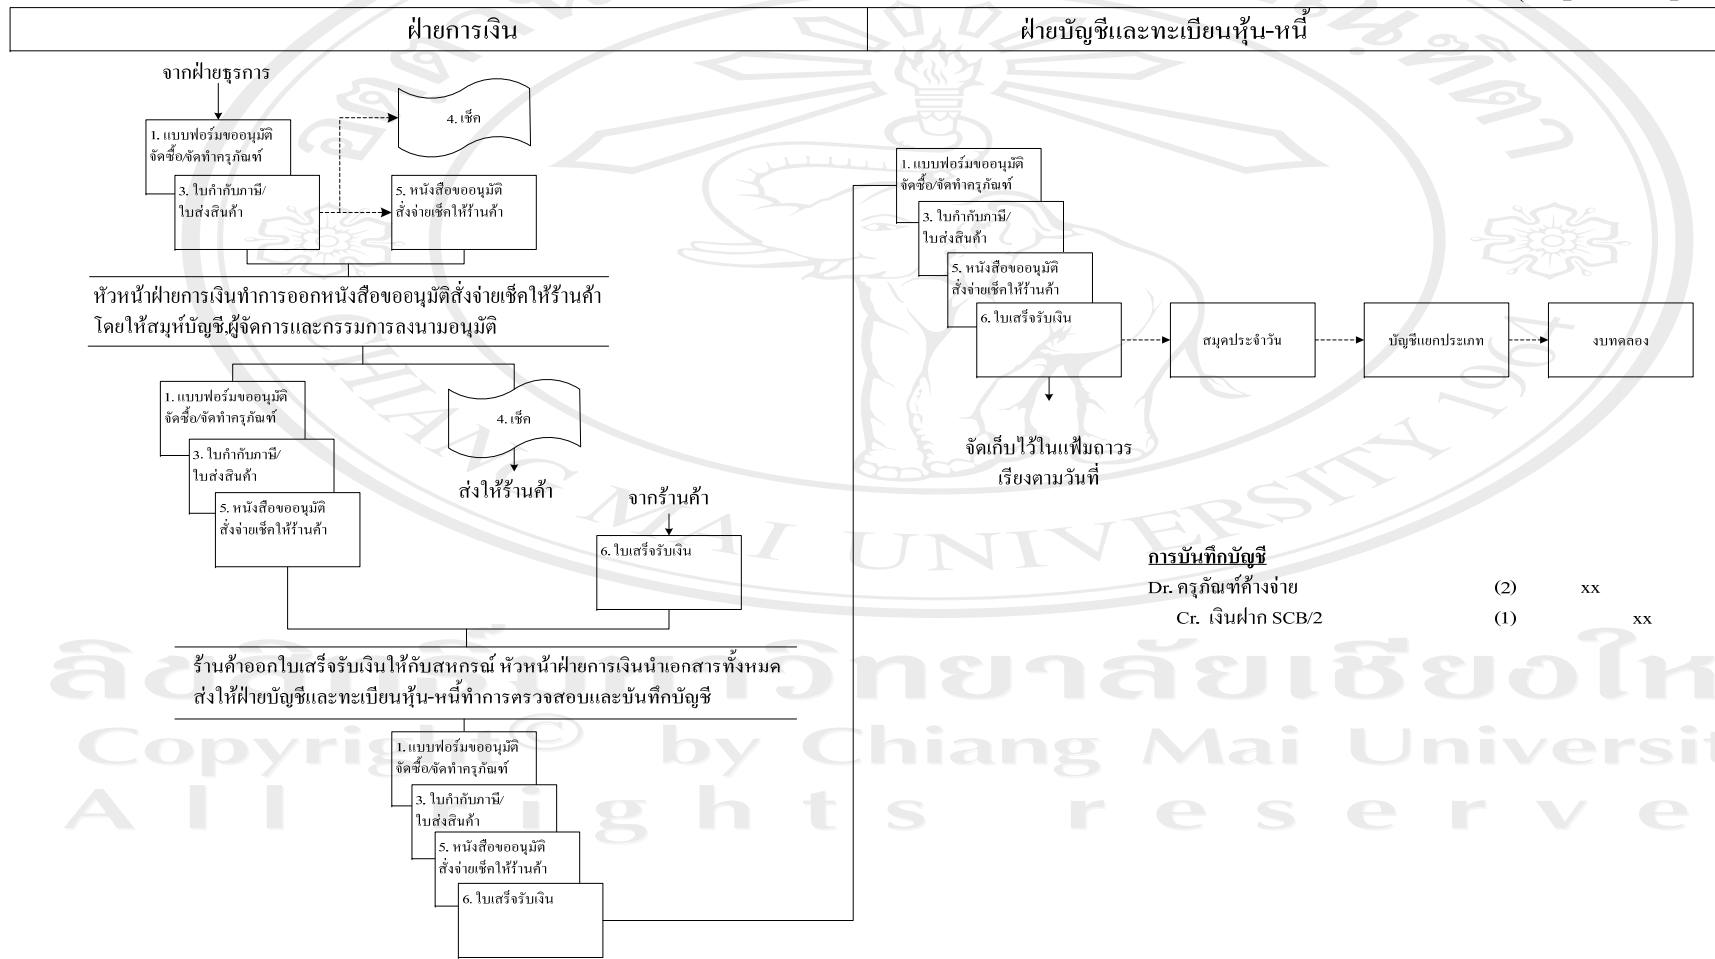 ฝ่ายการเงิน
ฝ่ายบัญชีและทะเบียนหุ้น-หนี้
จากฝ่ายธุรการ
1. แบบฟอร์มขออนุมัติ
จัดซื้อ/จัดทำครุภัณฑ์
3. ใบกำกับภาษี/
ใบส่งสินค้า
4. เช็ค
5. หนังสือขออนุมัติ
สั่งจ่ายเช็คให้ร้านค้า
หัวหน้าฝ่ายการเงินทำการออกหนังสือขออนุมัติสั่งจ่ายเช็คให้ร้านค้า
โดยให้สมุห์บัญชี,ผู้จัดการและกรรมการลงนามอนุมัติ
1. แบบฟอร์มขออนุมัติ
จัดซื้อ/จัดทำครุภัณฑ์
3. ใบกำกับภาษี/
ใบส่งสินค้า
5. หนังสือขออนุมัติ
สั่งจ่ายเช็คให้ร้านค้า
4. เช็ค
ส่งให้ร้านค้า
จากร้านค้า
6. ใบเสร็จรับเงิน
ร้านค้าออกใบเสร็จรับเงินให้กับสหกรณ์ หัวหน้าฝ่ายการเงินนำเอกสารทั้งหมด
ส่งให้ฝ่ายบัญชีและทะเบียนหุ้น-หนี้ทำการตรวจสอบและบันทึกบัญชี
1. แบบฟอร์มขออนุมัติ
จัดซื้อ/จัดทำครุภัณฑ์
3. ใบกำกับภาษี/
ใบส่งสินค้า
5. หนังสือขออนุมัติ
สั่งจ่ายเช็คให้ร้านค้า
6. ใบเสร็จรับเงิน
1. แบบฟอร์มขออนุมัติ
จัดซื้อ/จัดทำครุภัณฑ์
3. ใบกำกับภาษี/
ใบส่งสินค้า
5. หนังสือขออนุมัติ
สั่งจ่ายเช็คให้ร้านค้า
6. ใบเสร็จรับเงิน
สมุดประจำวัน
บัญชีแยกประเภท
งบทดลอง
จัดเก็บไว้ในแฟ้มถาวร
เรียงตามวันที่
การบันทึกบัญชี
Dr. ครุภัณฑ์ค้างจ่าย (2) xx
Cr. เงินฝาก SCB/2 (1) xx
CHIANG MAI UNIVERSITY 1964
Copyright© by Chiang Mai Universit
All rights reserve